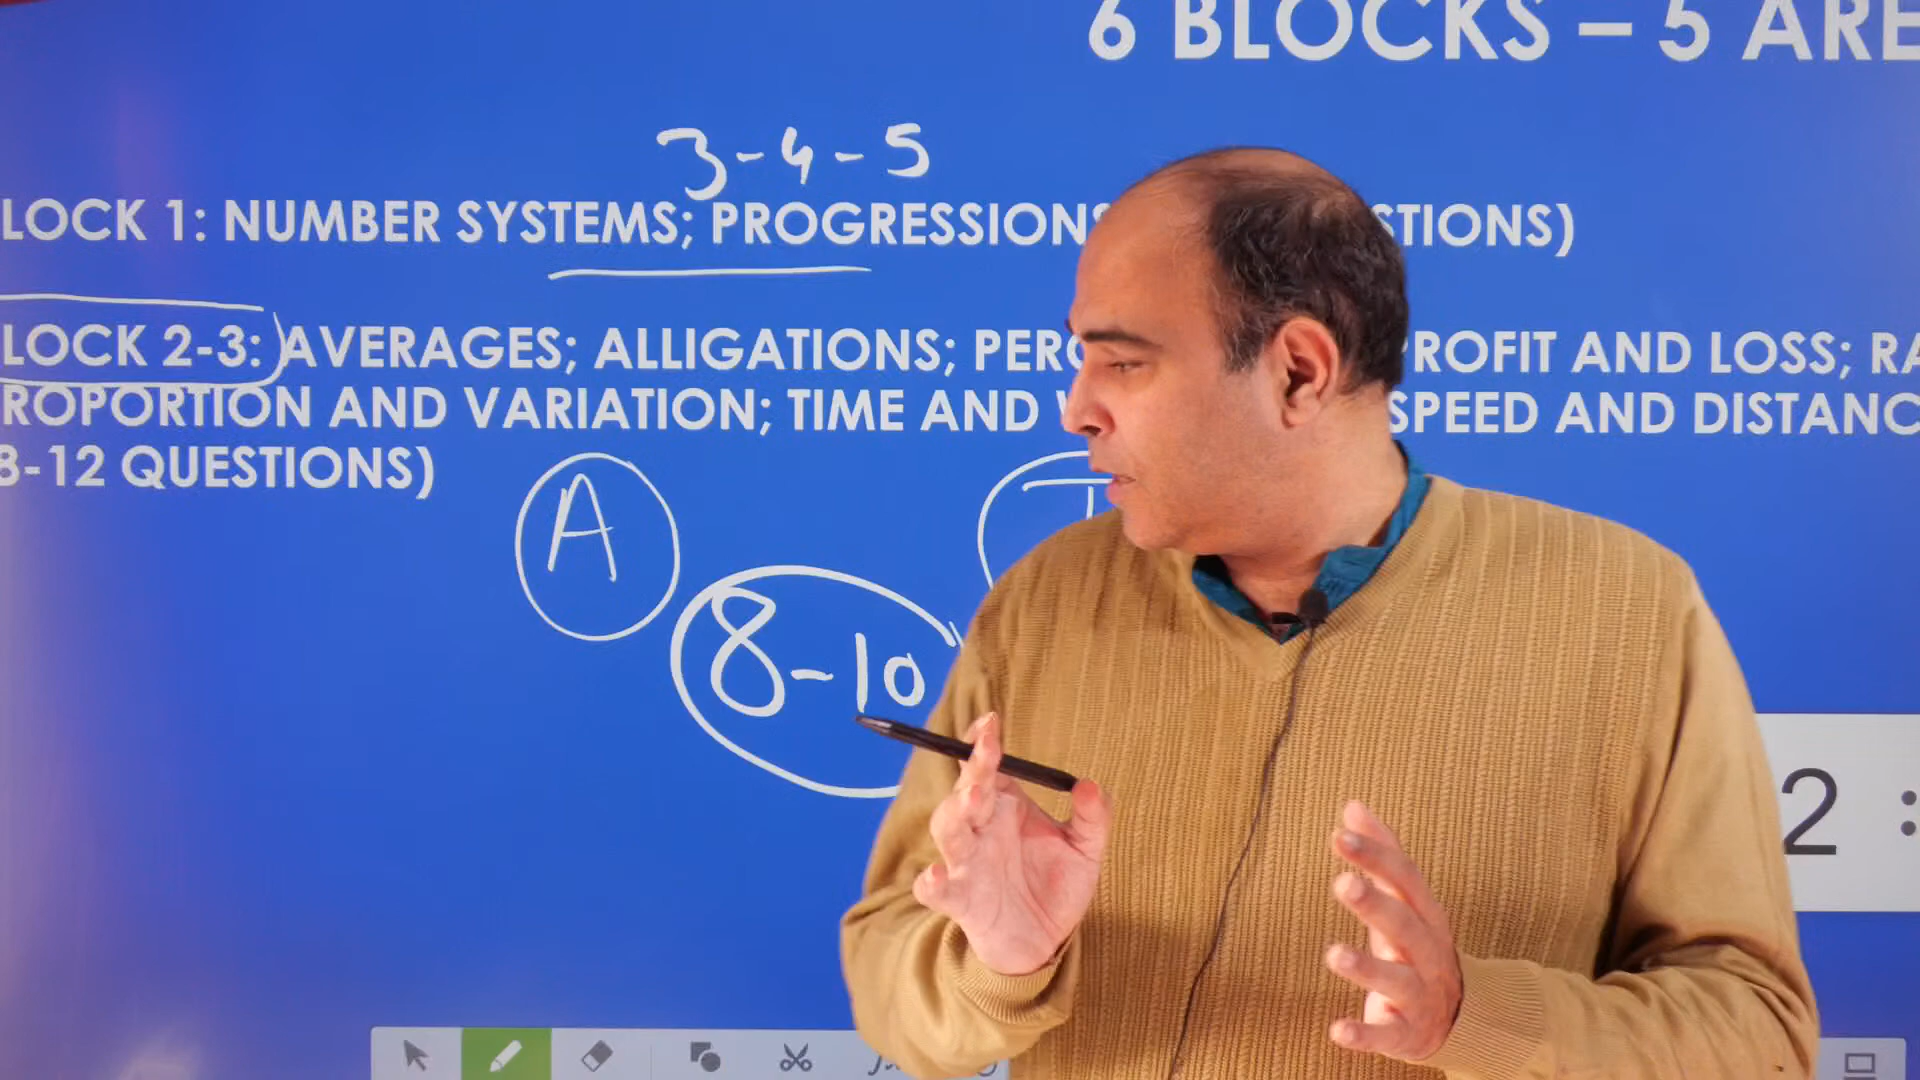 6 BLOCKS – 5 ARE
3-4-5
LOCK 1: NUMBER SYSTEMS; PROGRESSIONS STIONS)
LOCK 2-3: AVERAGES; ALLIGATIONS; PERC ROFIT AND LOSS; RA
ROPORTION AND VARIATION; TIME AND SPEED AND DISTANC
8-12 QUESTIONS)
A
8-10
2 :